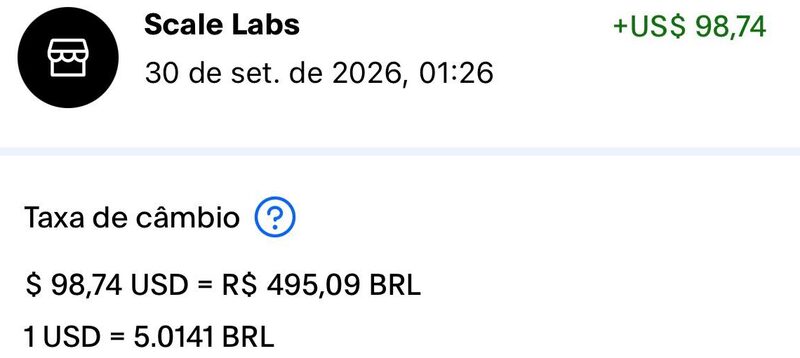 Scale Labs
+US$ 98,74
30 de set. de 2026, 01:26
Taxa de câmbio ?
$ 98,74 USD = R$ 495,09 BRL
1 USD = 5.0141 BRL